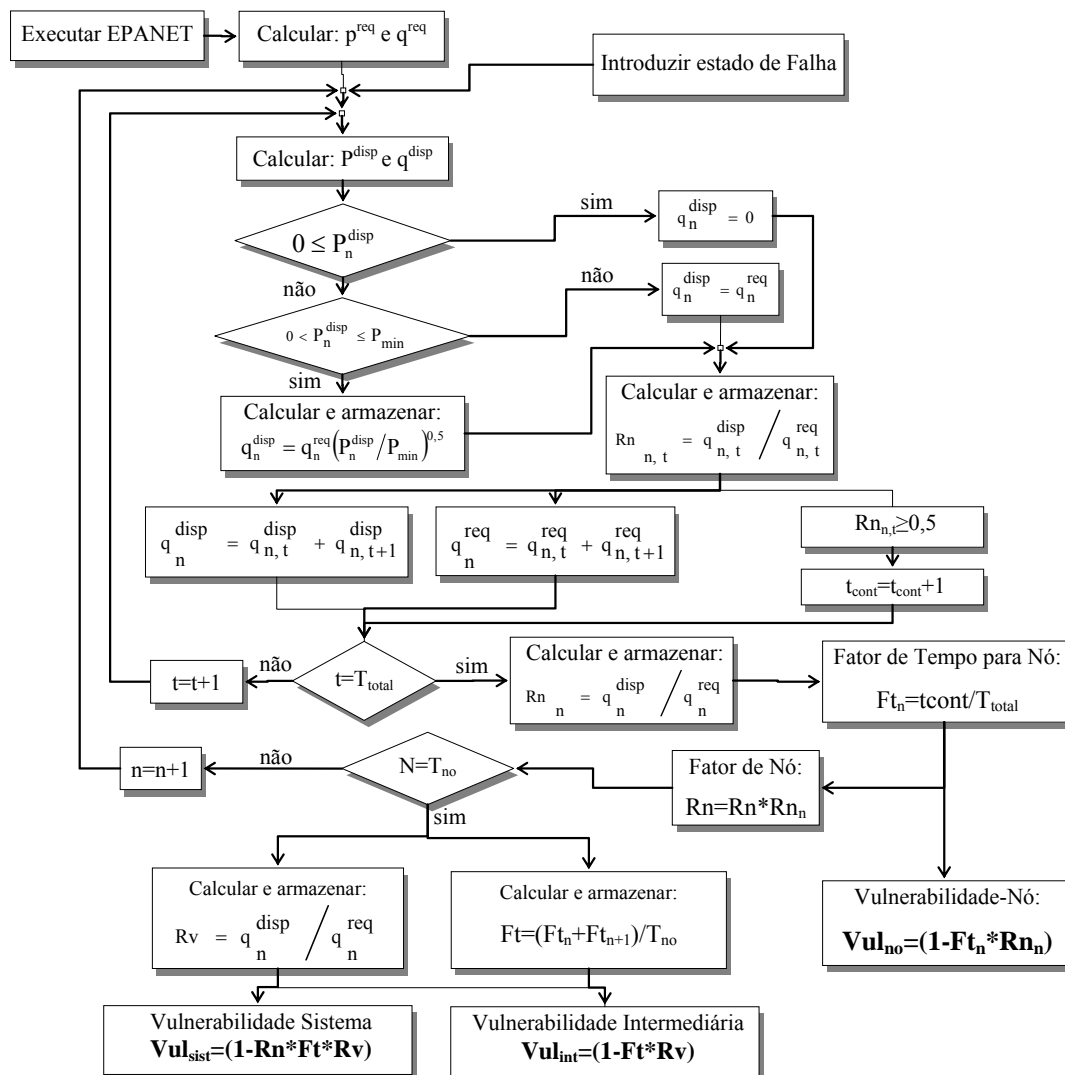 Executar EPANET
Calcular: p^req e q^req
Introduzir estado de Falha
Calcular: P^disp e q^disp
sim
q_n^disp = 0
0 ≤ P_n^disp
não
não
q_n^disp = q_n^req
0 < P_n^disp ≤ P_min
sim
Calcular e armazenar:
q_n^disp = q_n^req (P_n^disp/P_min)^0,5
Calcular e armazenar:
Rn_n, t = q_n, t^disp / q_n, t^req
q_n^disp = q_n, t^disp + q_n, t+1^disp
q_n^req = q_n, t^req + q_n, t+1^req
Rn_n,t≥0,5
t_cont=t_cont+1
t=t+1
não
t=T_total
sim
Calcular e armazenar:
Rn_n = q_n^disp / q_n^req
Fator de Tempo para Nó:
Ft_n=tcont/T_total
n=n+1
não
N=T_no
sim
Fator de Nó:
Rn=Rn*Rn_n
Calcular e armazenar:
Rv = q_n^disp / q_n^req
Calcular e armazenar:
Ft=(Ft_n+Ft_n+1)/T_no
Vulnerabilidade-Nó:
Vul_no=(1-Ft_n*Rn_n)
Vulnerabilidade Sistema
Vul_sist=(1-Rn*Ft*Rv)
Vulnerabilidade Intermediária
Vul_int=(1-Ft*Rv)